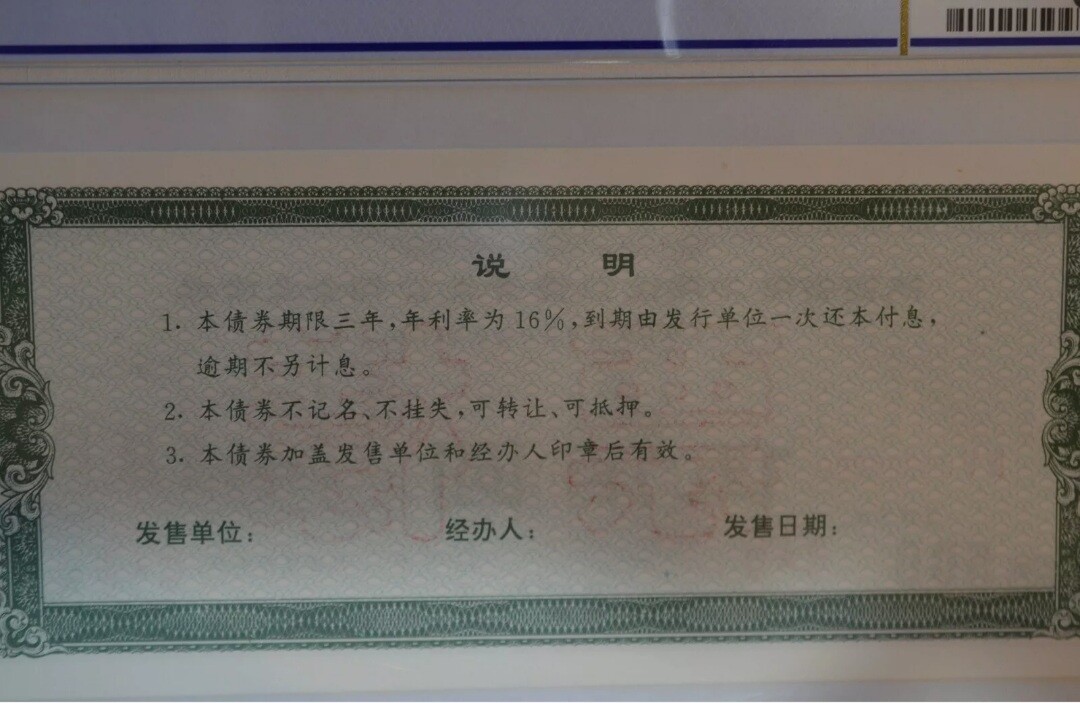 说 明
1. 本债券期限三年,年利率为16%,到期由发行单位一次还本付息,
逾期不另计息。
2. 本债券不记名、不挂失,可转让、可抵押。
3. 本债券加盖发售单位和经办人印章后有效。
发售单位: 经办人: 发售日期: